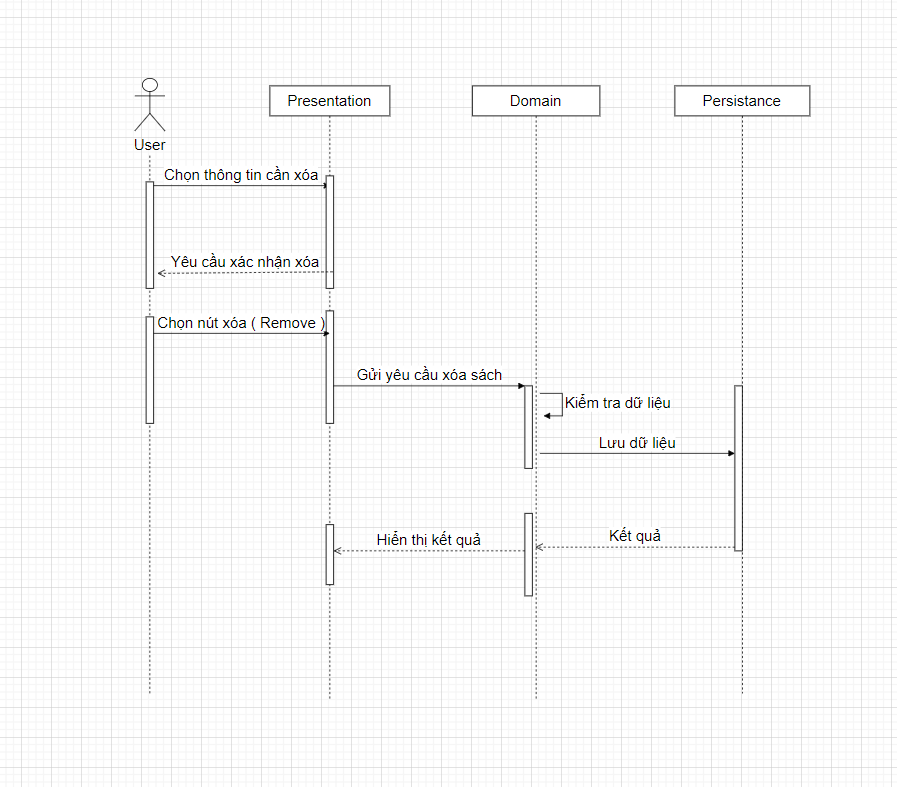 Presentation
Domain
Persistance
User
Chọn thông tin cần xóa
Yêu cầu xác nhận xóa
Chọn nút xóa ( Remove )
Gửi yêu cầu xóa sách
Kiểm tra dữ liệu
Lưu dữ liệu
Kết quả
Hiển thị kết quả